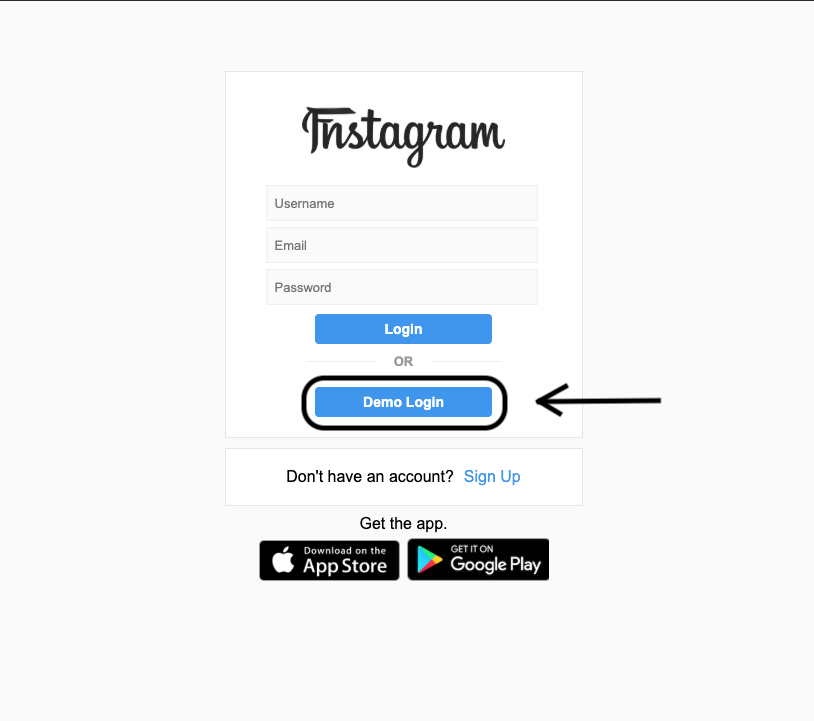 Username
Email
Password
Login
OR
Demo Login
Don't have an account? Sign Up
Get the app.
Download on the
App Store
GET IT ON
Google Play